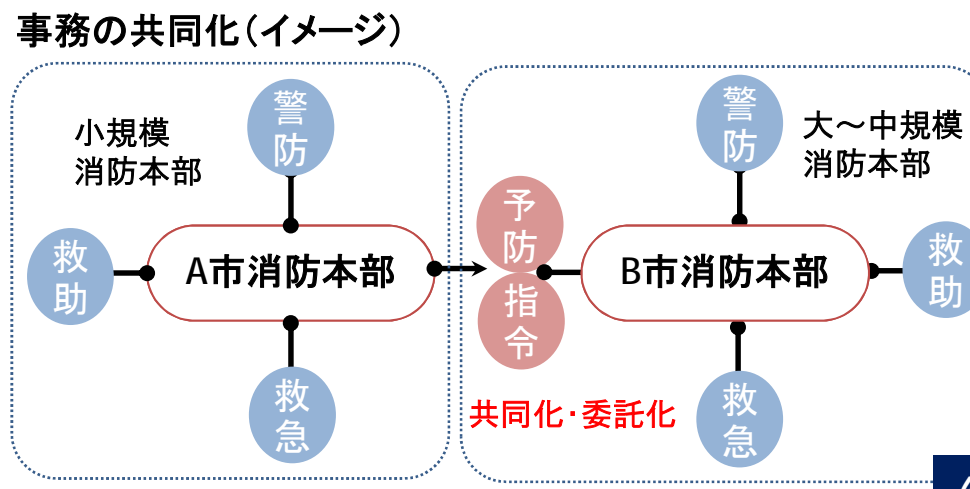 事務の共同化（イメージ）
小規模
消防本部
警
防
救
助
A市消防本部
救
急
大～中規模
消防本部
警
防
予
防
指
令
B市消防本部
救
助
共同化・委託化
救
急